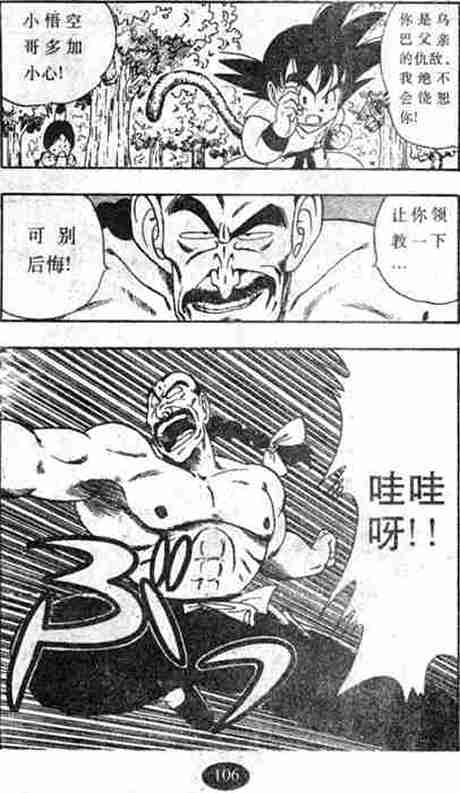 你是乌
巴父亲
的仇敌。
我绝不
会饶恕
你!
小悟空
哥多加
小心!
让你领
教一下
…
可别
后悔!
哇哇
呀!!
106